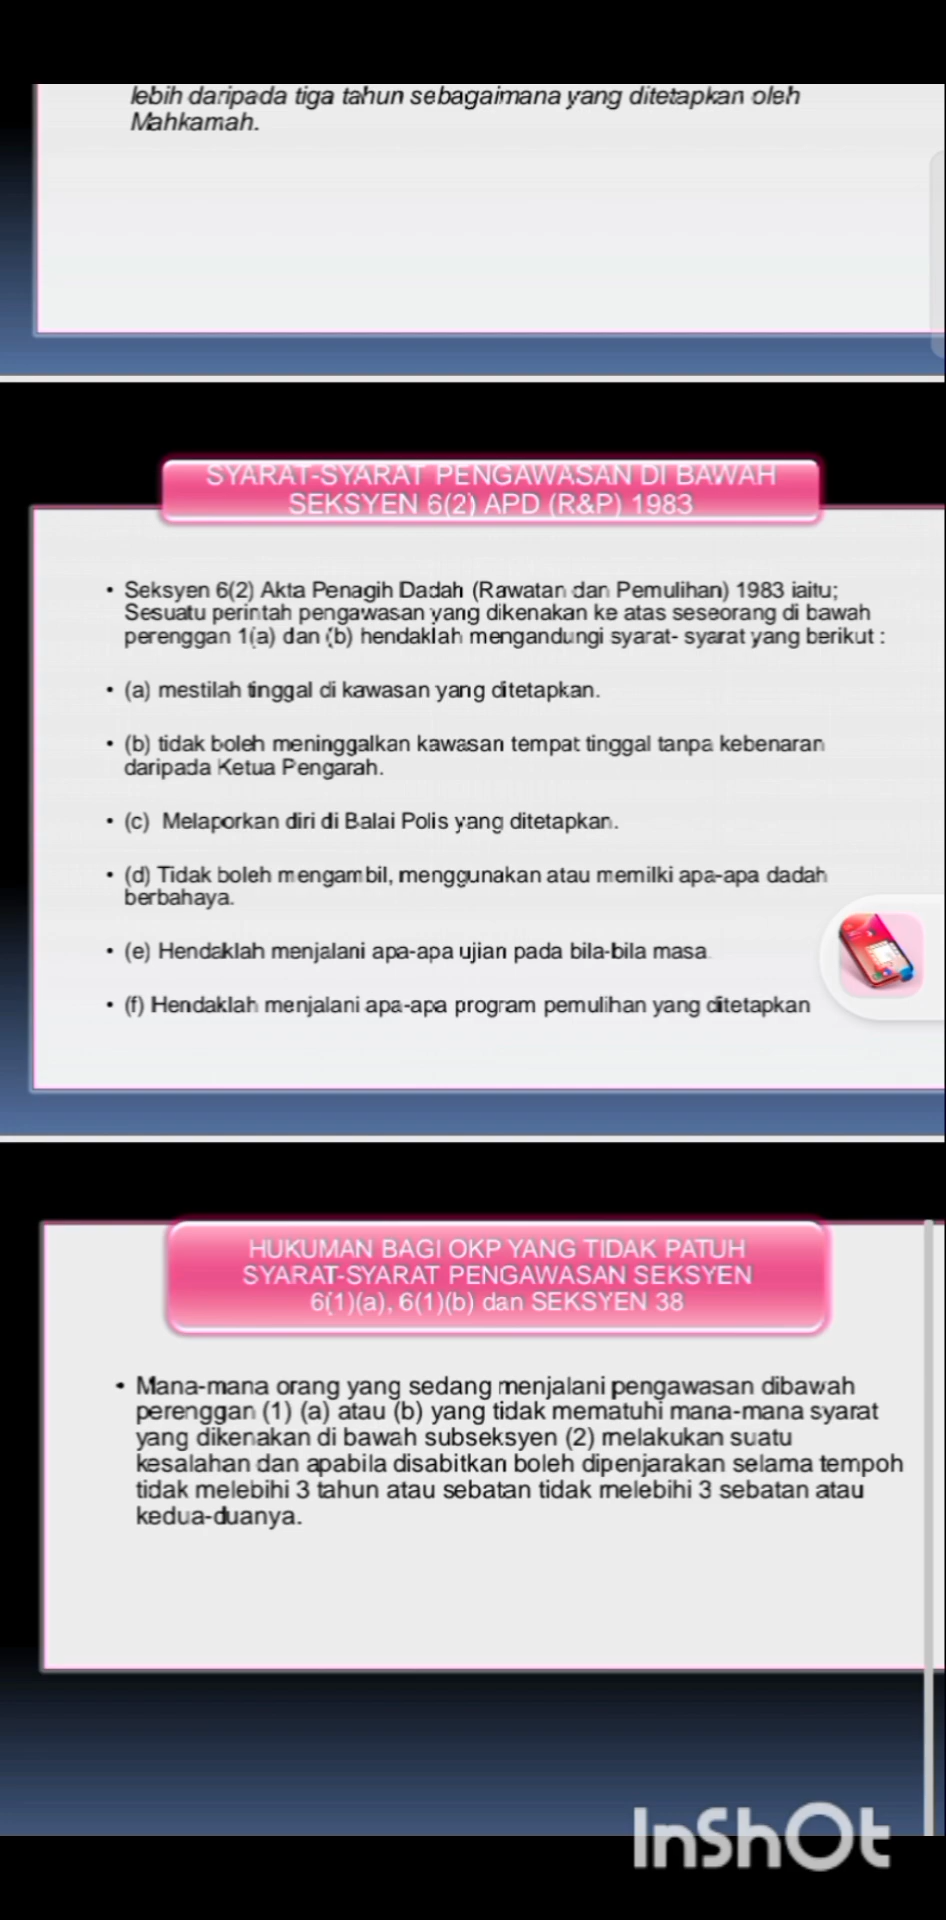 lebih daripada tiga tahun sebagaimana yang ditetapkan oleh
Mahkamah.
SYARAT-SYARAT PENGAWASAN DI BAWAH
SEKSYEN 6(2) APD (R&P) 1983
• Seksyen 6(2) Akta Penagih Dadah (Rawatan dan Pemulihan) 1983 iaitu;
Sesuatu perintah pengawasan yang dikenakan ke atas seseorang di bawah
perenggan 1(a) dan (b) hendaklah mengandungi syarat- syarat yang berikut :
• (a) mestilah tinggal di kawasan yang ditetapkan.
• (b) tidak boleh meninggalkan kawasan tempat tinggal tanpa kebenaran
daripada Ketua Pengarah.
• (c) Melaporkan diri di Balai Polis yang ditetapkan.
• (d) Tidak boleh mengambil, menggunakan atau memilki apa-apa dadah
berbahaya.
• (e) Hendaklah menjalani apa-apa ujian pada bila-bila masa.
• (f) Hendaklah menjalani apa-apa program pemulihan yang ditetapkan
HUKUMAN BAGI OKP YANG TIDAK PATUH
SYARAT-SYARAT PENGAWASAN SEKSYEN
6(1)(a), 6(1)(b) dan SEKSYEN 38
• Mana-mana orang yang sedang menjalani pengawasan dibawah
perenggan (1) (a) atau (b) yang tidak mematuhi mana-mana syarat
yang dikenakan di bawah subseksyen (2) melakukan suatu
kesalahan dan apabila disabitkan boleh dipenjarakan selama tempoh
tidak melebihi 3 tahun atau sebatan tidak melebihi 3 sebatan atau
kedua-duanya.
InShOt